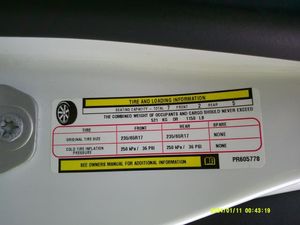 TIRE AND LOADING INFORMATION
SEATING CAPACITY - TOTAL 7 FRONT 2 REAR 5
THE COMBINED WEIGHT OF OCCUPANTS AND CARGO SHOULD NEVER EXCEED
521 KG OR 1150 LB
TIRE FRONT REAR SPARE
ORIGINAL TIRE SIZE 235/65R17 235/65R17 NONE
COLD TIRE INFLATION PRESSURE 250 kPa / 36 PSI 250 kPa / 36 PSI NONE
SEE OWNERS MANUAL FOR ADDITIONAL INFORMATION
PR605778
/01/11 00:43:19